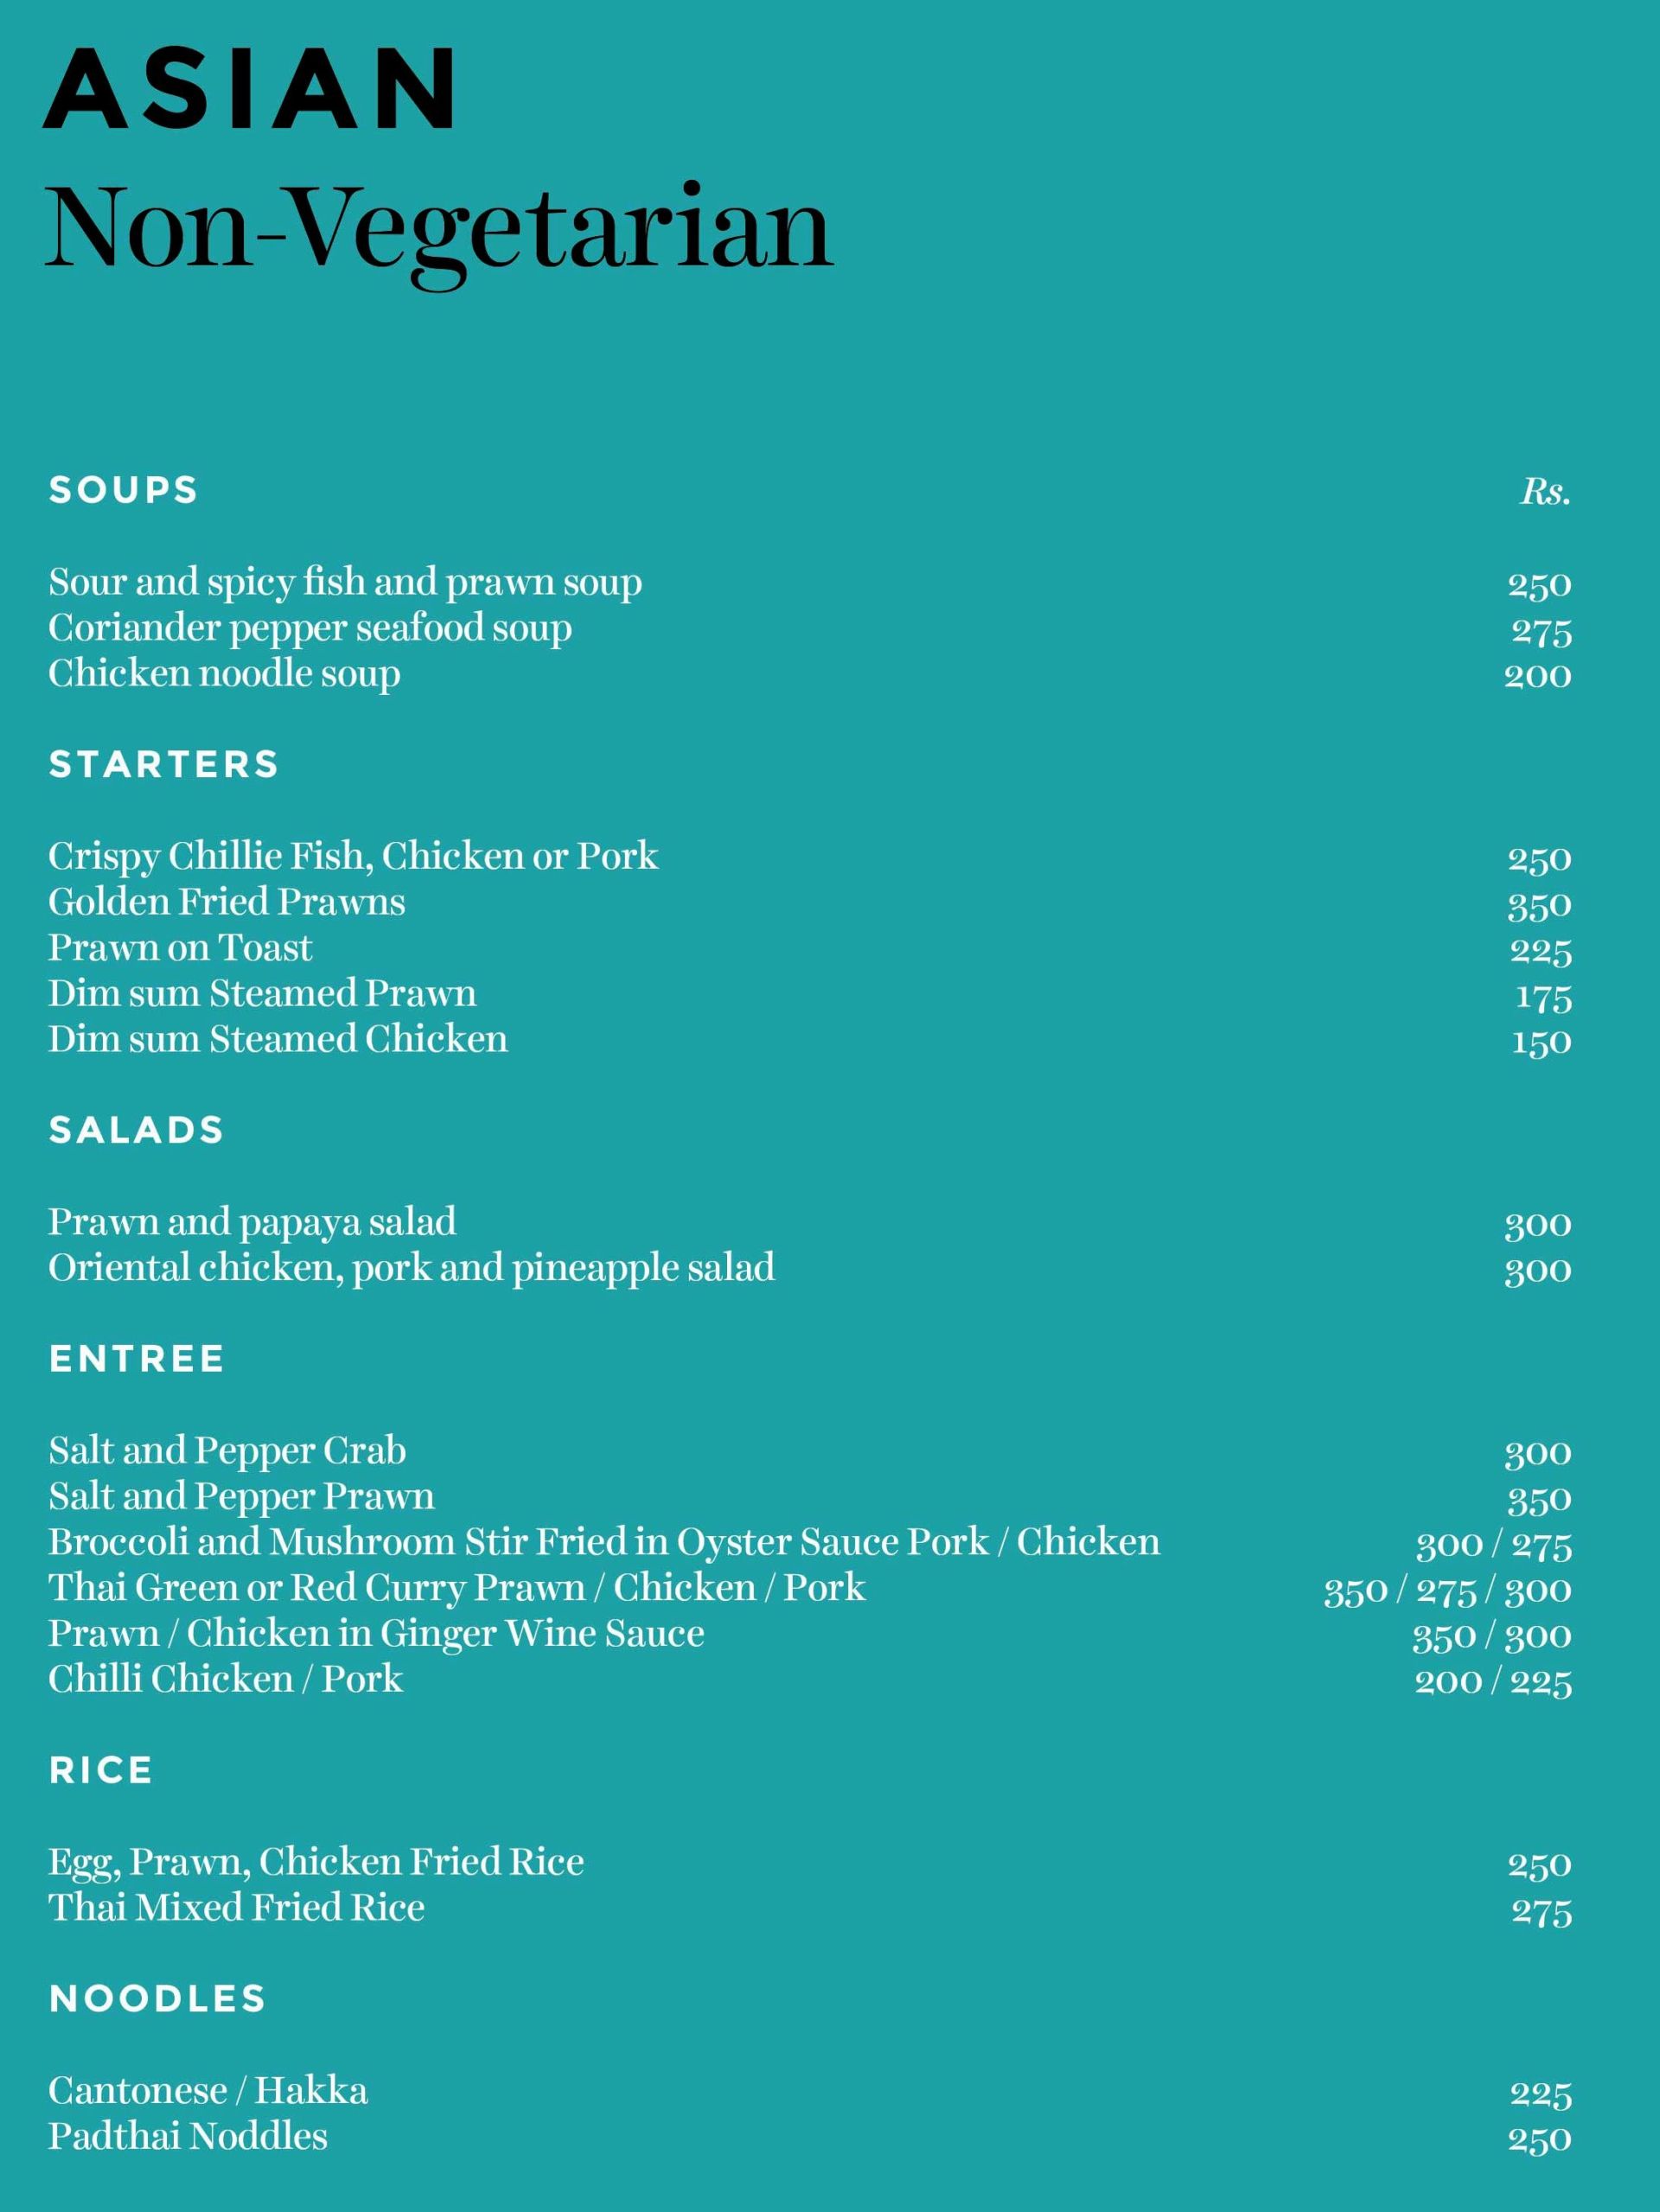 ASIAN
Non-Vegetarian
SOUPS Rs.
Sour and spicy fish and prawn soup 250
Coriander pepper seafood soup 275
Chicken noodle soup 200
STARTERS
Crispy Chillie Fish, Chicken or Pork 250
Golden Fried Prawns 350
Prawn on Toast 225
Dim sum Steamed Prawn 175
Dim sum Steamed Chicken 150
SALADS
Prawn and papaya salad 300
Oriental chicken, pork and pineapple salad 300
ENTREE
Salt and Pepper Crab 300
Salt and Pepper Prawn 350
Broccoli and Mushroom Stir Fried in Oyster Sauce Pork / Chicken 300 / 275
Thai Green or Red Curry Prawn / Chicken / Pork 350 / 275 / 300
Prawn / Chicken in Ginger Wine Sauce 350 / 300
Chilli Chicken / Pork 200 / 225
RICE
Egg, Prawn, Chicken Fried Rice 250
Thai Mixed Fried Rice 275
NOODLES
Cantonese / Hakka 225
Padthai Noddles 250